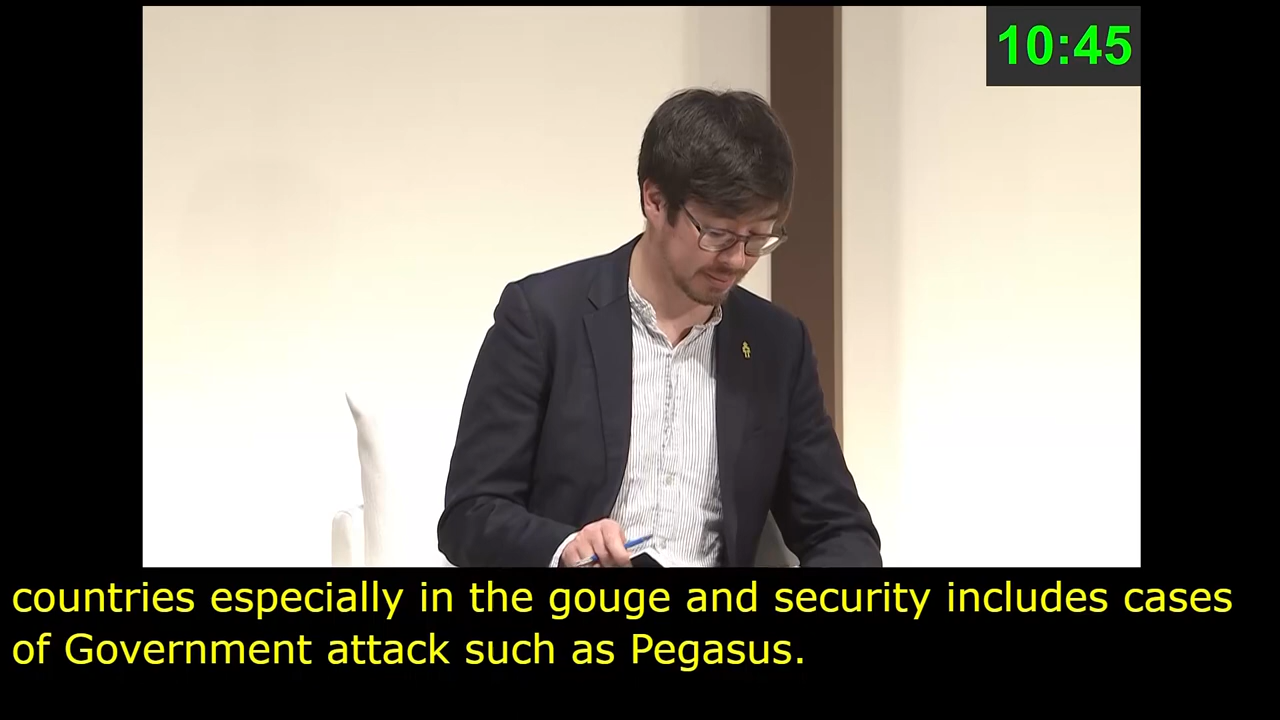 10:45
countries especially in the gouge and security includes cases
of Government attack such as Pegasus.